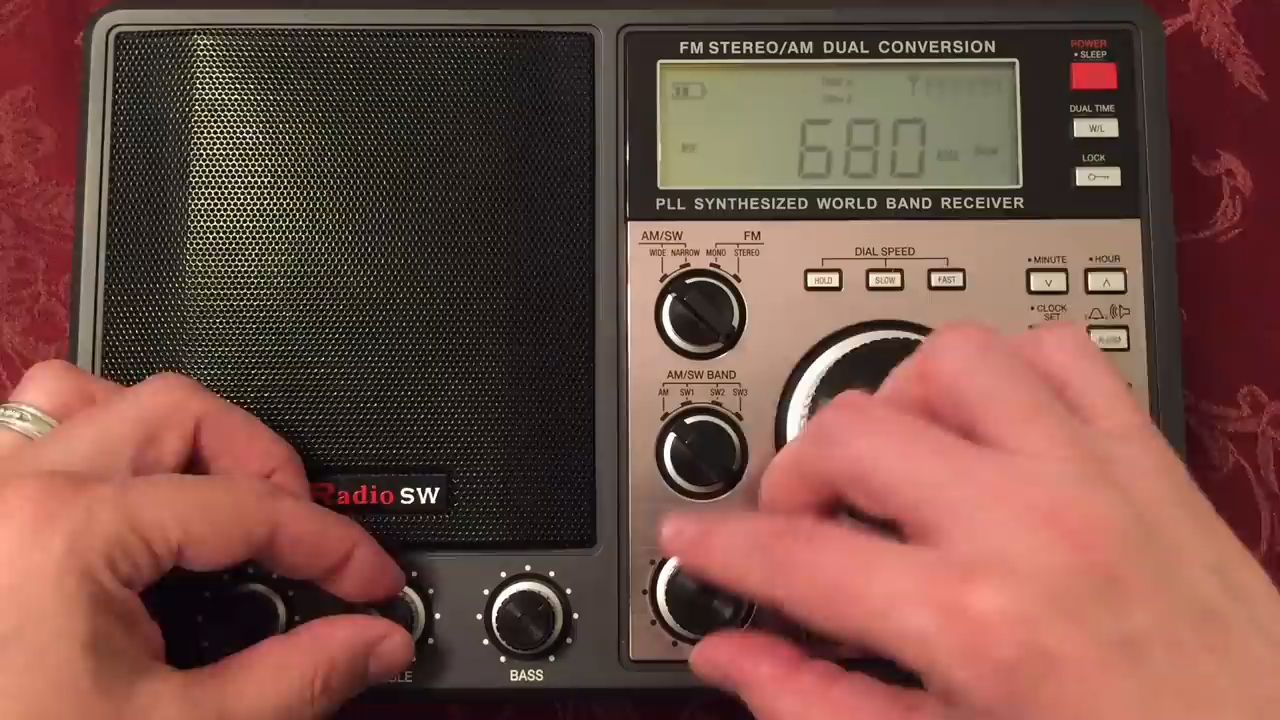 FM STEREO/AM DUAL CONVERSION
680
PLL SYNTHESIZED WORLD BAND RECEIVER
POWER
• SLEEP
DUAL TIME
W/L
LOCK
AM/SW FM
WIDE NARROW MONO STEREO
DIAL SPEED
HOLD SLOW FAST
• MINUTE • HOUR
• CLOCK
SET
AM/SW BAND
AM SW1 SW2 SW3
Radio SW
BASS